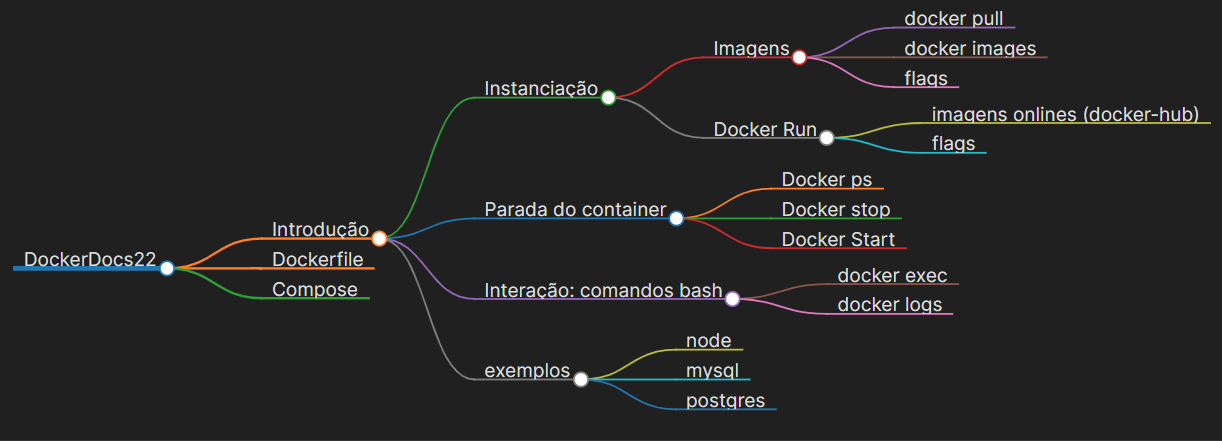 DockerDocs22
Introdução
Instanciação
Imagens
docker pull
docker images
flags
Docker Run
imagens onlines (docker-hub)
flags
Parada do container
Docker ps
Docker stop
Docker Start
Interação: comandos bash
docker exec
docker logs
exemplos
node
mysql
postgres
Dockerfile
Compose